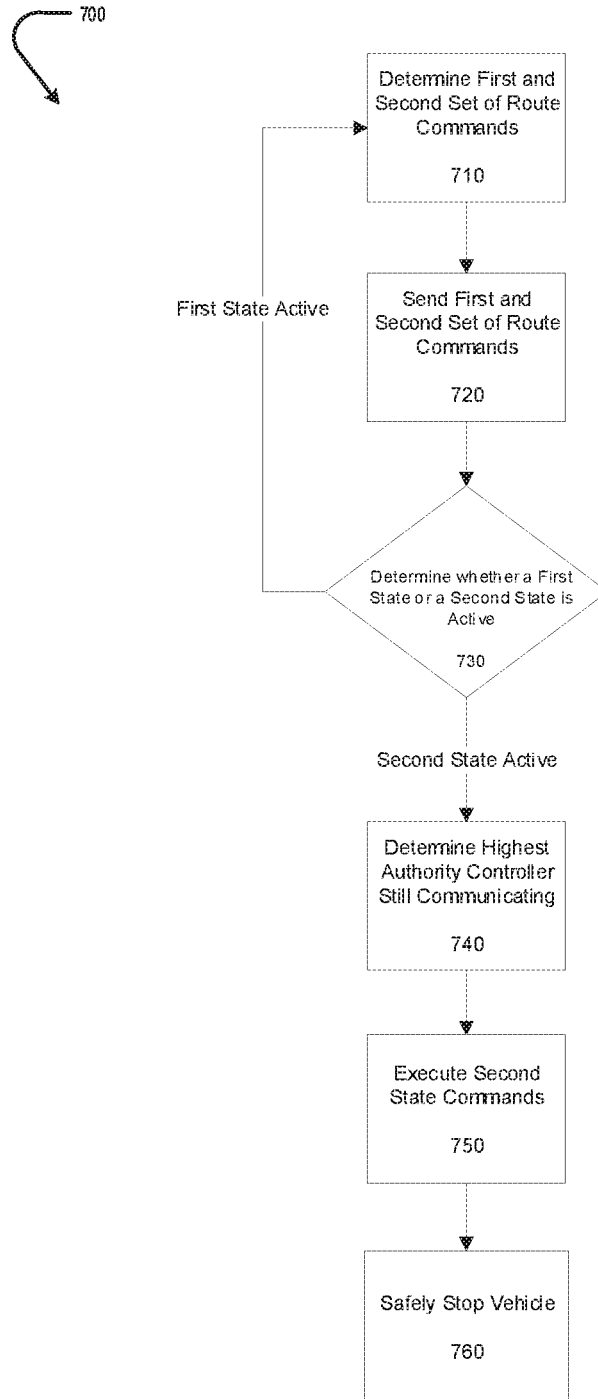 700
Determine First and
Second Set of Route
Commands
710
First State Active
Send First and
Second Set of Route
Commands
720
Determine whether a First
State or a Second State is
Active
730
Second State Active
Determine Highest
Authority Controller
Still Communicating
740
Execute Second
State Commands
750
Safely Stop Vehicle
760